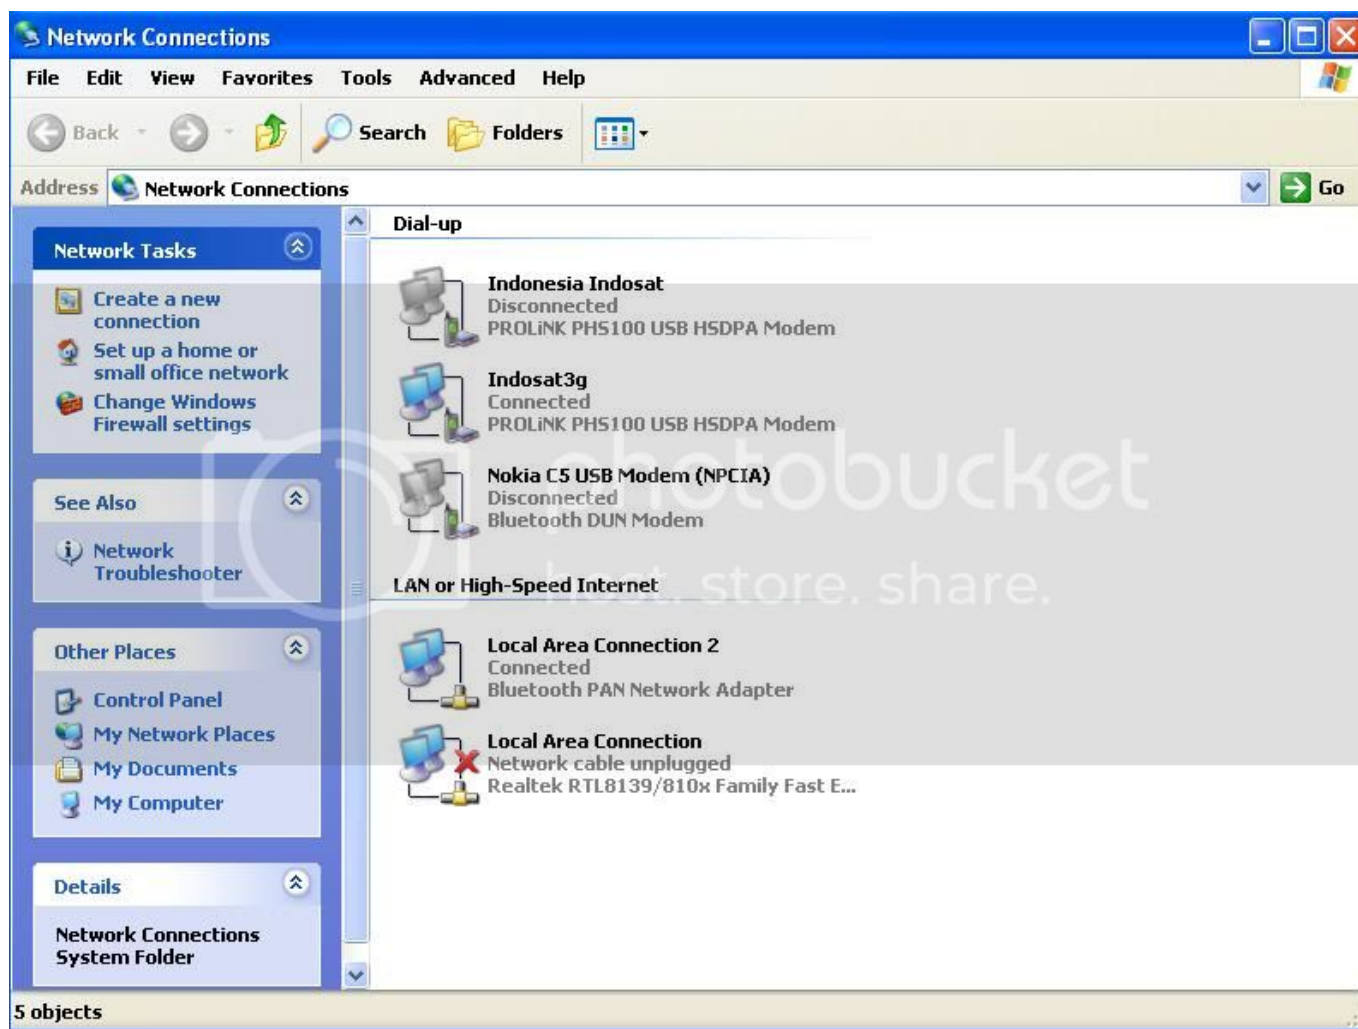 Network Connections
File Edit View Favorites Tools Advanced Help
Back Search Folders
Address Network Connections Go
Network Tasks
Create a new
connection
Set up a home or
small office network
Change Windows
Firewall settings
See Also
Network
Troubleshooter
Other Places
Control Panel
My Network Places
My Documents
My Computer
Details
Network Connections
System Folder
Dial-up
Indonesia Indosat
Disconnected
PROLiNK PHS100 USB HSDPA Modem
Indosat3g
Connected
PROLiNK PHS100 USB HSDPA Modem
Nokia C5 USB Modem (NPCIA)
Disconnected
Bluetooth DUN Modem
LAN or High-Speed Internet
Local Area Connection 2
Connected
Bluetooth PAN Network Adapter
Local Area Connection
Network cable unplugged
Realtek RTL8139/810x Family Fast E...
5 objects
photobucket
host. store. share.